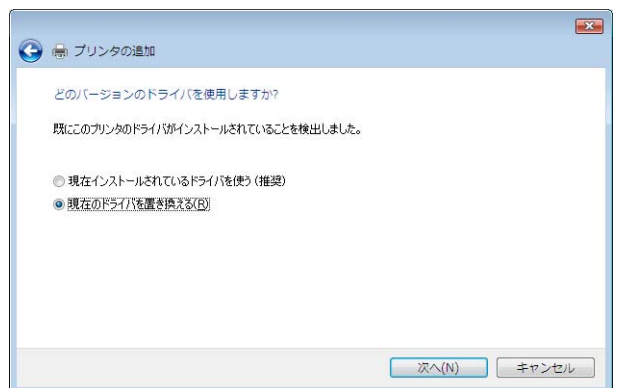 プリンタの追加
どのバージョンのドライバを使用しますか?
既にこのプリンタのドライバがインストールされていることを検出しました。
現在インストールされているドライバを使う(推奨)
現在のドライバを置き換える(R)
次へ(N)
キャンセル